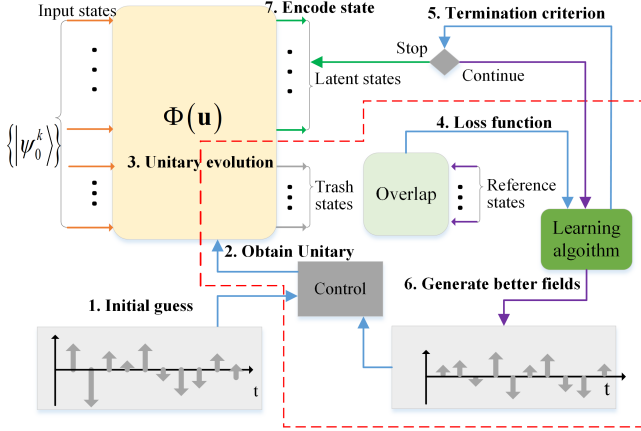 Input states
7. Encode state
5. Termination criterion
Stop
Continue
Latent states
Φ(u)
4. Loss function
{|ψ₀ᵏ⟩}
3. Unitary evolution
Trash
states
Overlap
Reference
states
Learning
algoithm
2. Obtain Unitary
Control
6. Generate better fields
1. Initial guess
t
t